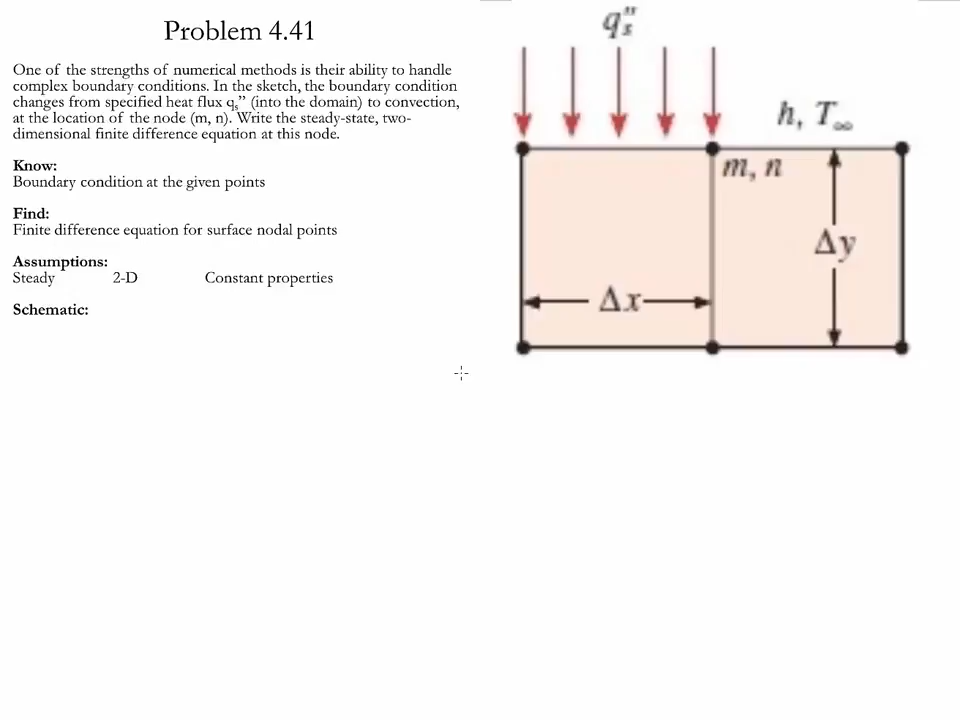 Problem 4.41
One of the strengths of numerical methods is their ability to handle
complex boundary conditions. In the sketch, the boundary condition
changes from specified heat flux qₛ” (into the domain) to convection,
at the location of the node (m, n). Write the steady-state, two-
dimensional finite difference equation at this node.
Know:
Boundary condition at the given points
Find:
Finite difference equation for surface nodal points
Assumptions:
Steady 2-D Constant properties
Schematic:
q″ₛ
h, T∞
m, n
Δy
Δx